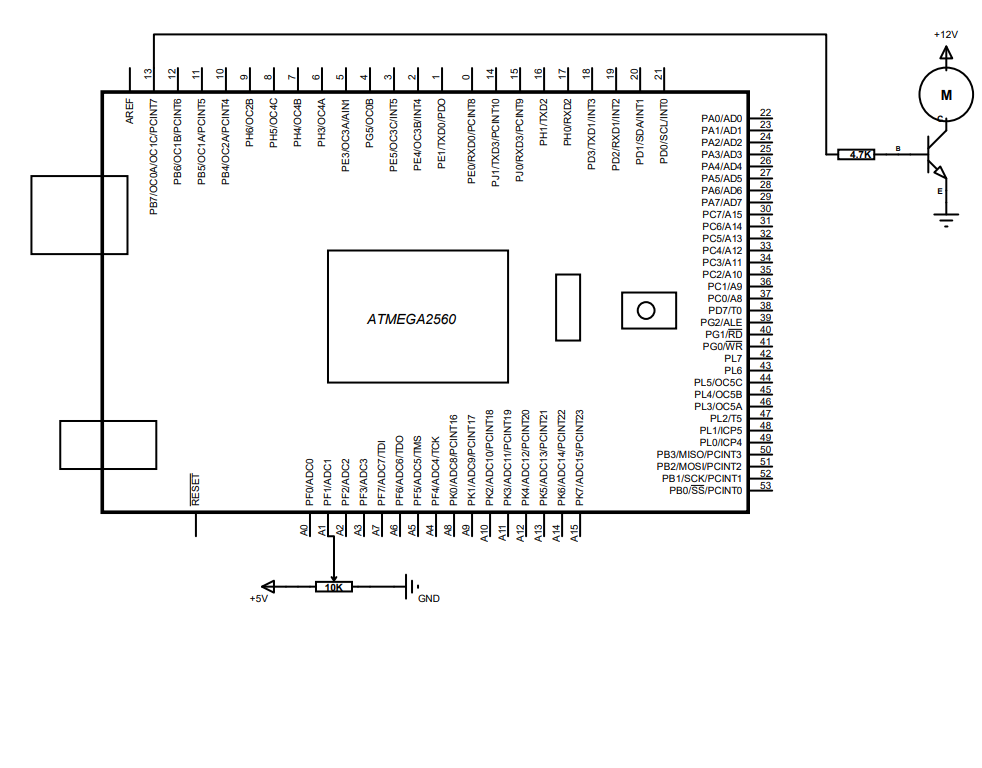 +12V
M
C
B
E
4.7K
AREF
13
12
11
10
9
8
7
6
5
4
3
2
1
0
14
15
16
17
18
19
20
21
PB7/OC0A/OC1C/PCINT7
PB6/OC1B/PCINT6
PB5/OC1A/PCINT5
PB4/OC2A/PCINT4
PH6/OC2B
PH5/OC4C
PH4/OC4B
PH3/OC4A
PE3/OC3A/AIN1
PG5/OC0B
PE5/OC3C/INT5
PE4/OC3B/INT4
PE1/TXD0/PDO
PE0/RXD0/PCINT8
PJ1/TXD3/PCINT10
PJ0/RXD3/PCINT9
PH1/TXD2
PH0/RXD2
PD3/TXD1/INT3
PD2/RXD1/INT2
PD1/SDA/INT1
PD0/SCL/INT0
PA0/AD0 22
PA1/AD1 23
PA2/AD2 24
PA3/AD3 25
PA4/AD4 26
PA5/AD5 27
PA6/AD6 28
PA7/AD7 29
PC7/A15 30
PC6/A14 31
PC5/A13 32
PC4/A12 33
PC3/A11 34
PC2/A10 35
PC1/A9 36
PC0/A8 37
PD7/T0 38
PG2/ALE 39
PG1/RD 40
PG0/WR 41
PL7 42
PL6 43
PL5/OC5C 44
PL4/OC5B 45
PL3/OC5A 46
PL2/T5 47
PL1/ICP5 48
PL0/ICP4 49
PB3/MISO/PCINT3 50
PB2/MOSI/PCINT2 51
PB1/SCK/PCINT1 52
PB0/SS/PCINT0 53
ATMEGA2560
RESET
PF0/ADC0
PF1/ADC1
PF2/ADC2
PF3/ADC3
PF7/ADC7/TDI
PF6/ADC6/TDO
PF5/ADC5/TMS
PF4/ADC4/TCK
PK0/ADC8/PCINT16
PK1/ADC9/PCINT17
PK2/ADC10/PCINT18
PK3/ADC11/PCINT19
PK4/ADC12/PCINT20
PK5/ADC13/PCINT21
PK6/ADC14/PCINT22
PK7/ADC15/PCINT23
A0
A1
A2
A3
A7
A6
A5
A4
A8
A9
A10
A11
A12
A13
A14
A15
10K
+5V
GND